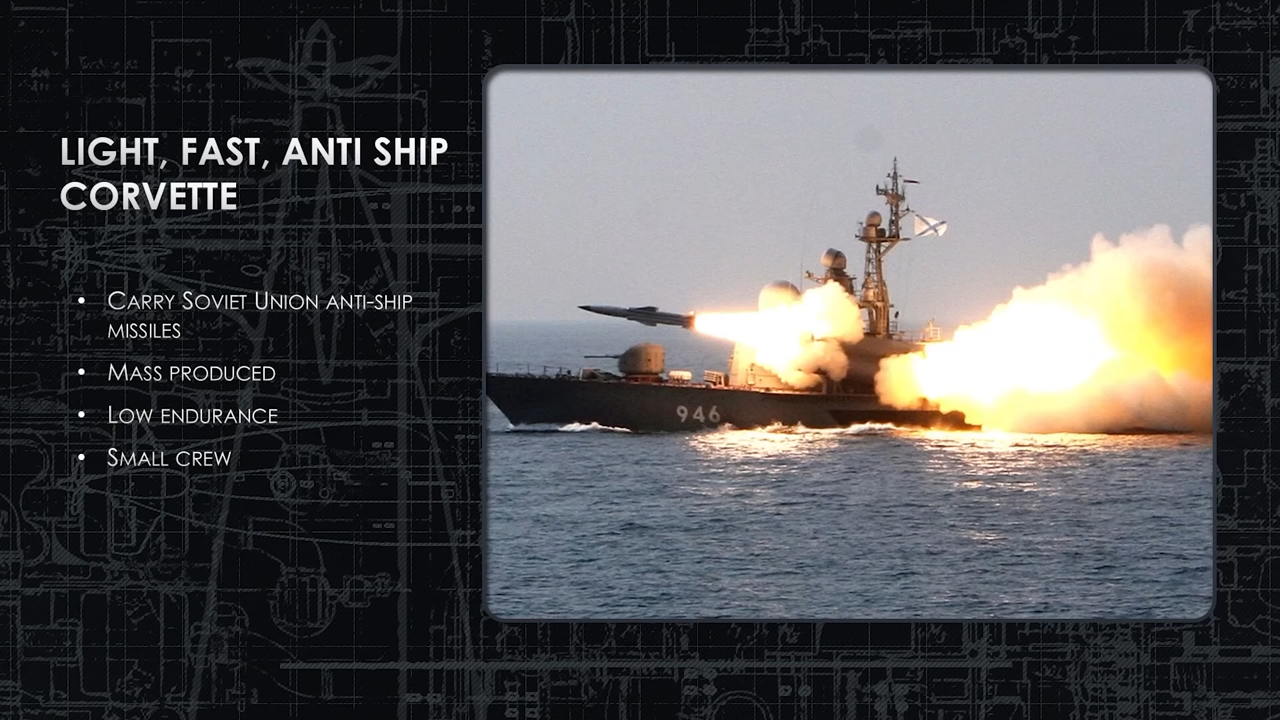 LIGHT, FAST, ANTI SHIP
CORVETTE
• CARRY SOVIET UNION ANTI-SHIP
MISSILES
• MASS PRODUCED
• LOW ENDURANCE
• SMALL CREW
946